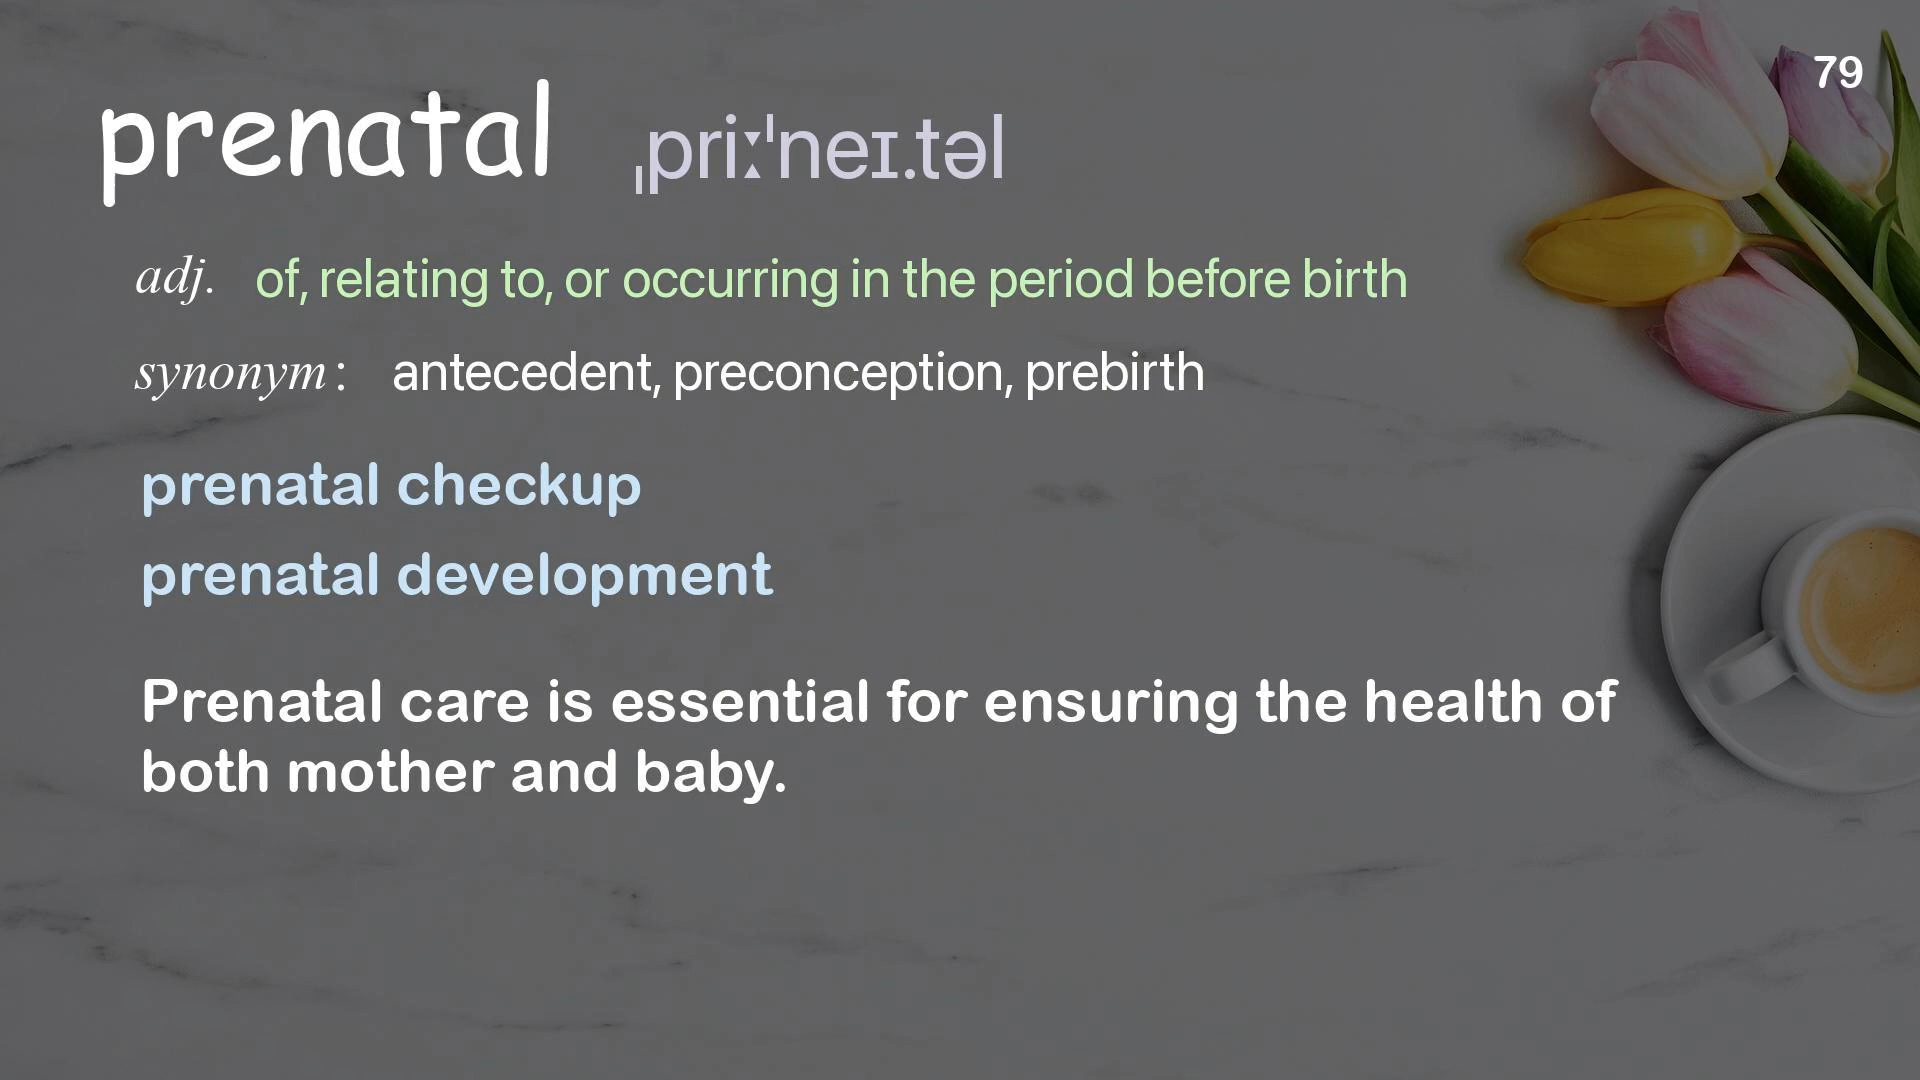 79
prenatal ˌpriːˈneɪ.təl
adj. of, relating to, or occurring in the period before birth
synonym: antecedent, preconception, prebirth
prenatal checkup
prenatal development
Prenatal care is essential for ensuring the health of
both mother and baby.